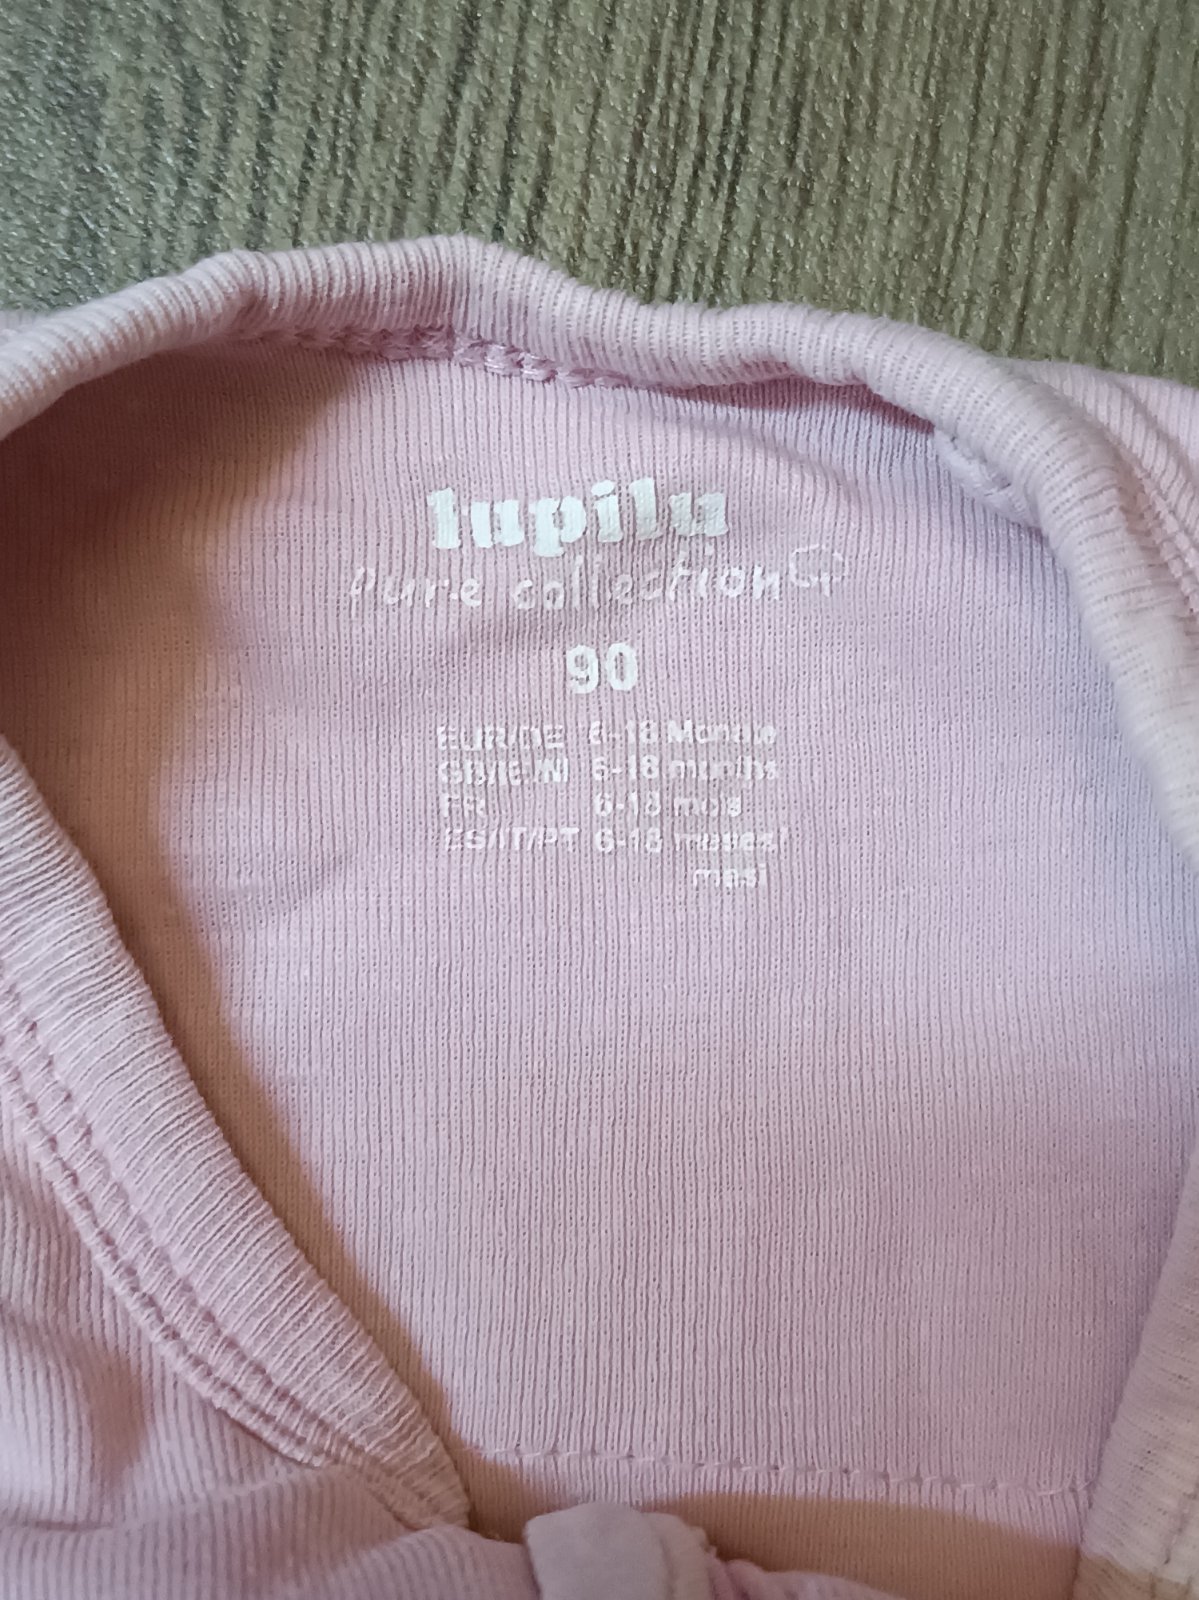 lupilu
pure collection
90
EUR/DE 6-18 Monate
GB/IE/NI 6-18 months
FR 6-18 mois
ES/IT/PT 6-18 meses/
mesi